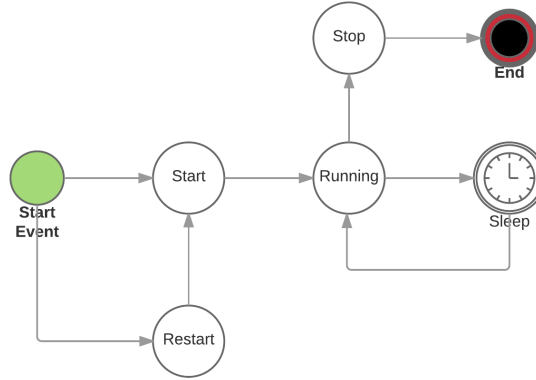 Stop
End
Start
Running
Start
Event
Sleep
Restart